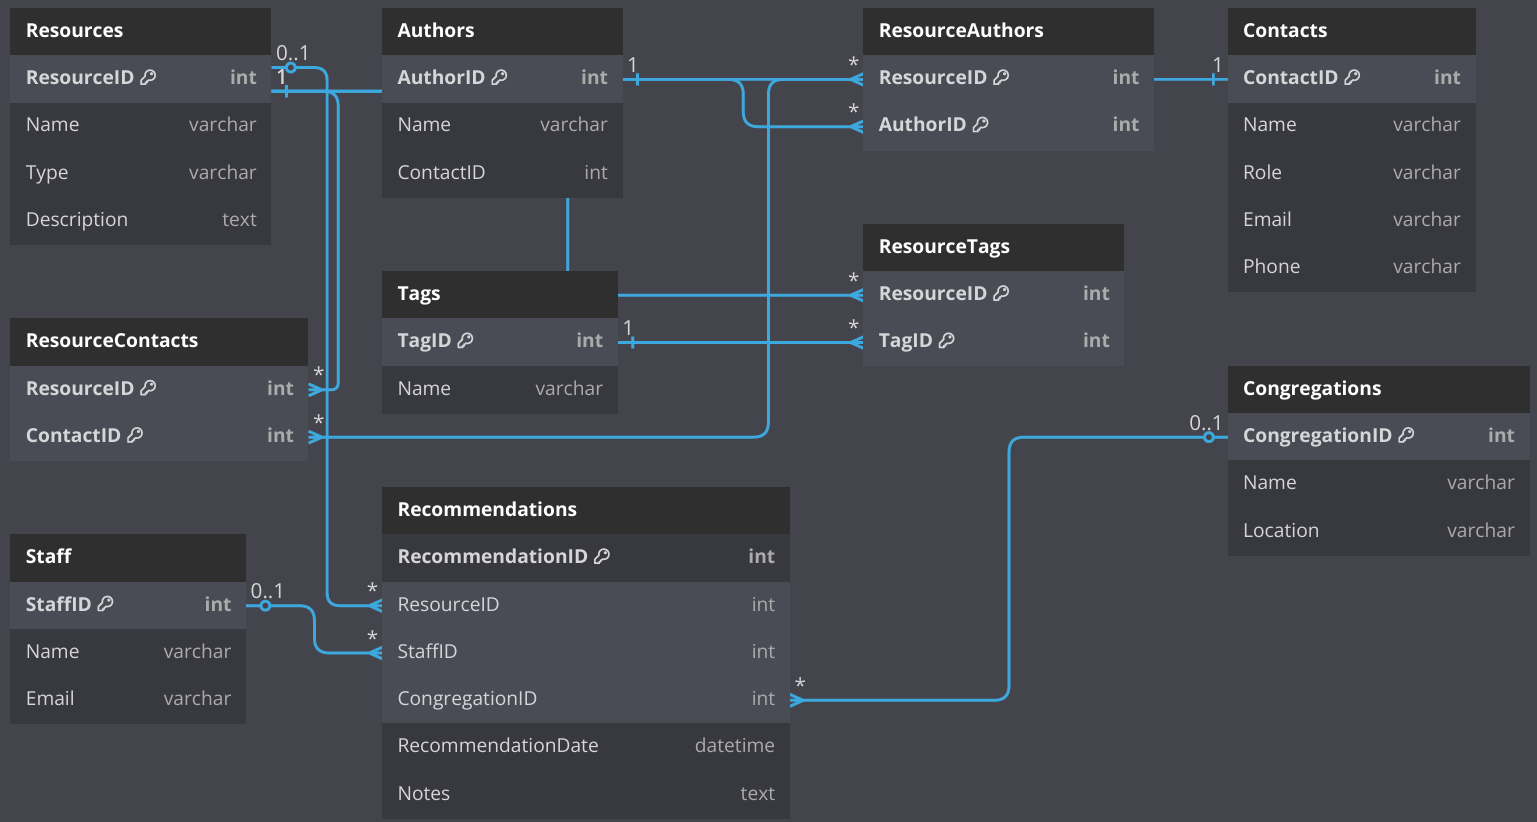 Resources
0..1
ResourceID int
1
Name varchar
Type varchar
Description text
Authors
AuthorID int
1
Name varchar
ContactID int
ResourceAuthors
*
ResourceID int
*
AuthorID int
Contacts
1
ContactID int
Name varchar
Role varchar
Email varchar
Phone varchar
ResourceTags
*
ResourceID int
*
TagID int
Tags
TagID int
1
Name varchar
ResourceContacts
*
ResourceID int
*
ContactID int
Congregations
0..1
CongregationID int
Name varchar
Location varchar
Staff
0..1
StaffID int
Name varchar
Email varchar
Recommendations
RecommendationID int
*
ResourceID int
*
StaffID int
*
CongregationID int
RecommendationDate datetime
Notes text